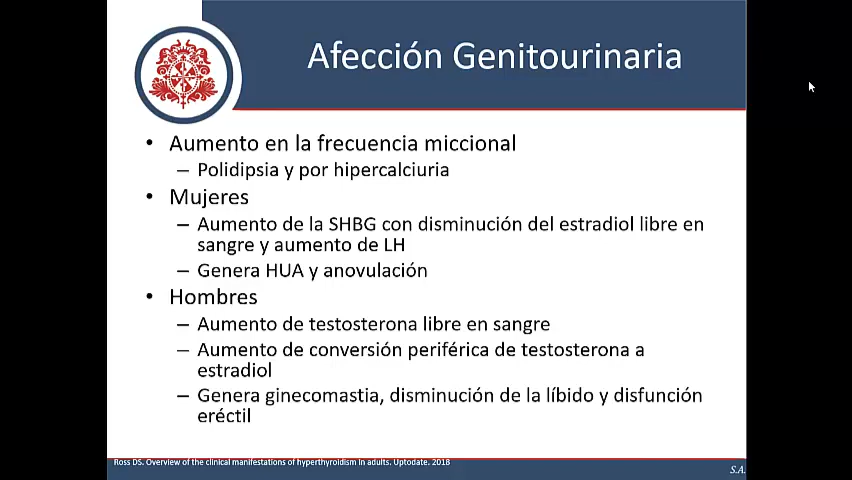 Afección Genitourinaria
• Aumento en la frecuencia miccional
– Polidipsia y por hipercalciuria
• Mujeres
– Aumento de la SHBG con disminución del estradiol libre en
sangre y aumento de LH
– Genera HUA y anovulación
• Hombres
– Aumento de testosterona libre en sangre
– Aumento de conversión periférica de testosterona a
estradiol
– Genera ginecomastia, disminución de la líbido y disfunción
eréctil
Ross DS. Overview of the clinical manifestations of hyperthyroidism in adults. Uptodate. 2018
S.A.